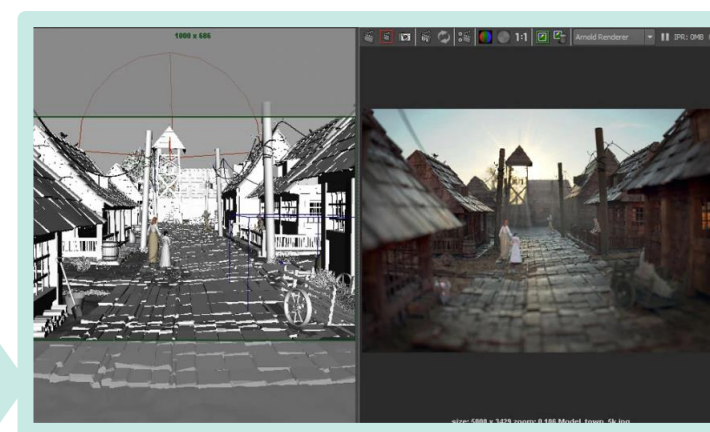 1000 x 686
1:1
Arnold Renderer
IPR: 0MB
size: 5000 x 3429 zoom: 0.186 Model_town_5k.jpg